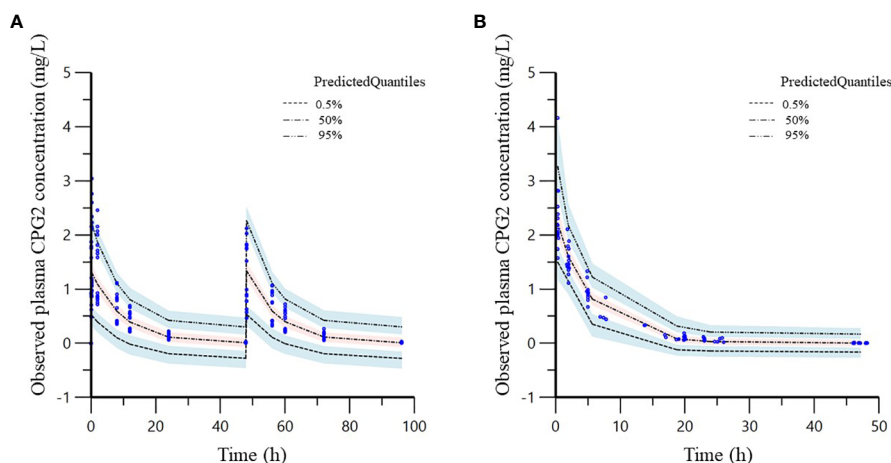 A
Observed plasma CPG2 concentration (mg/L)
5
4
3
2
1
0
-1
0 20 40 60 80 100
Time (h)
PredictedQuantiles
0.5%
50%
95%
B
Observed plasma CPG2 concentration (mg/L)
5
4
3
2
1
0
-1
0 10 20 30 40 50
Time (h)
PredictedQuantiles
0.5%
50%
95%